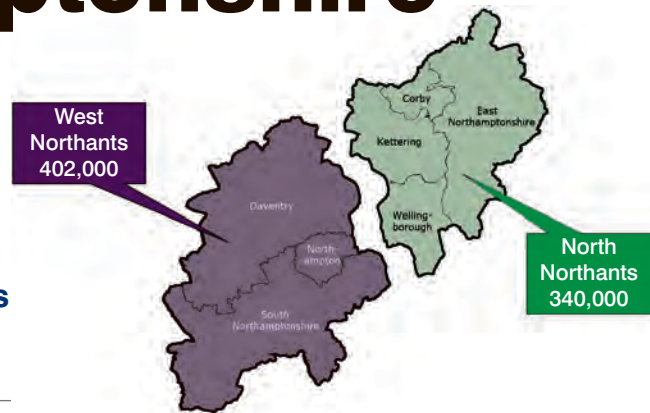 ptonshire
West
Northants
402,000
Corby
East
Northamptonshire
Kettering
Welling-
borough
Daventry
North-
ampton
South
Northamptonshire
North
Northants
340,000
s